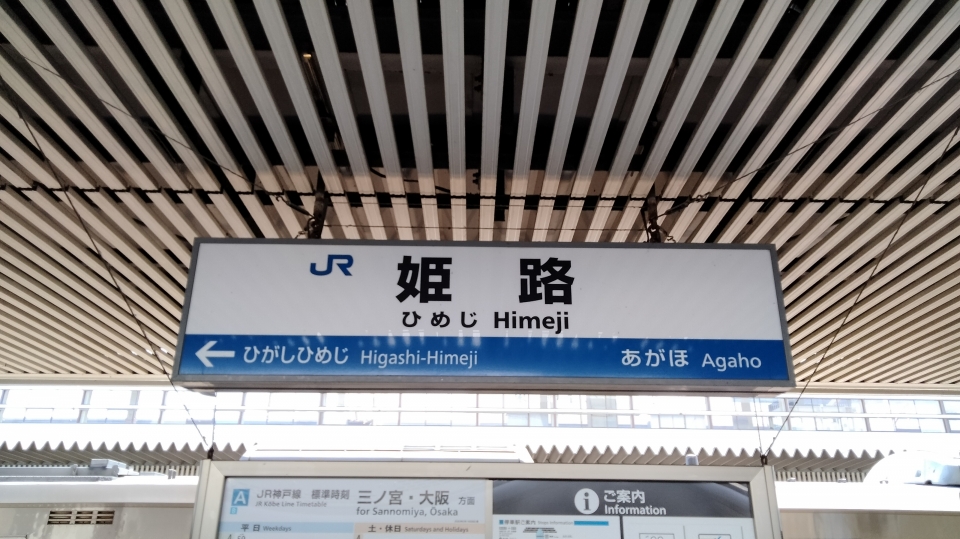 JR 姫路
ひめじ Himeji
← ひがしひめじ Higashi-Himeji あがほ Agaho
A JR神戸線 標準時刻 三ノ宮・大阪 方面
JR Kobe Line Timetable for Sannomiya, Ōsaka
平日 Weekdays 土・休日 Saturdays and Holidays
i ご案内
Information